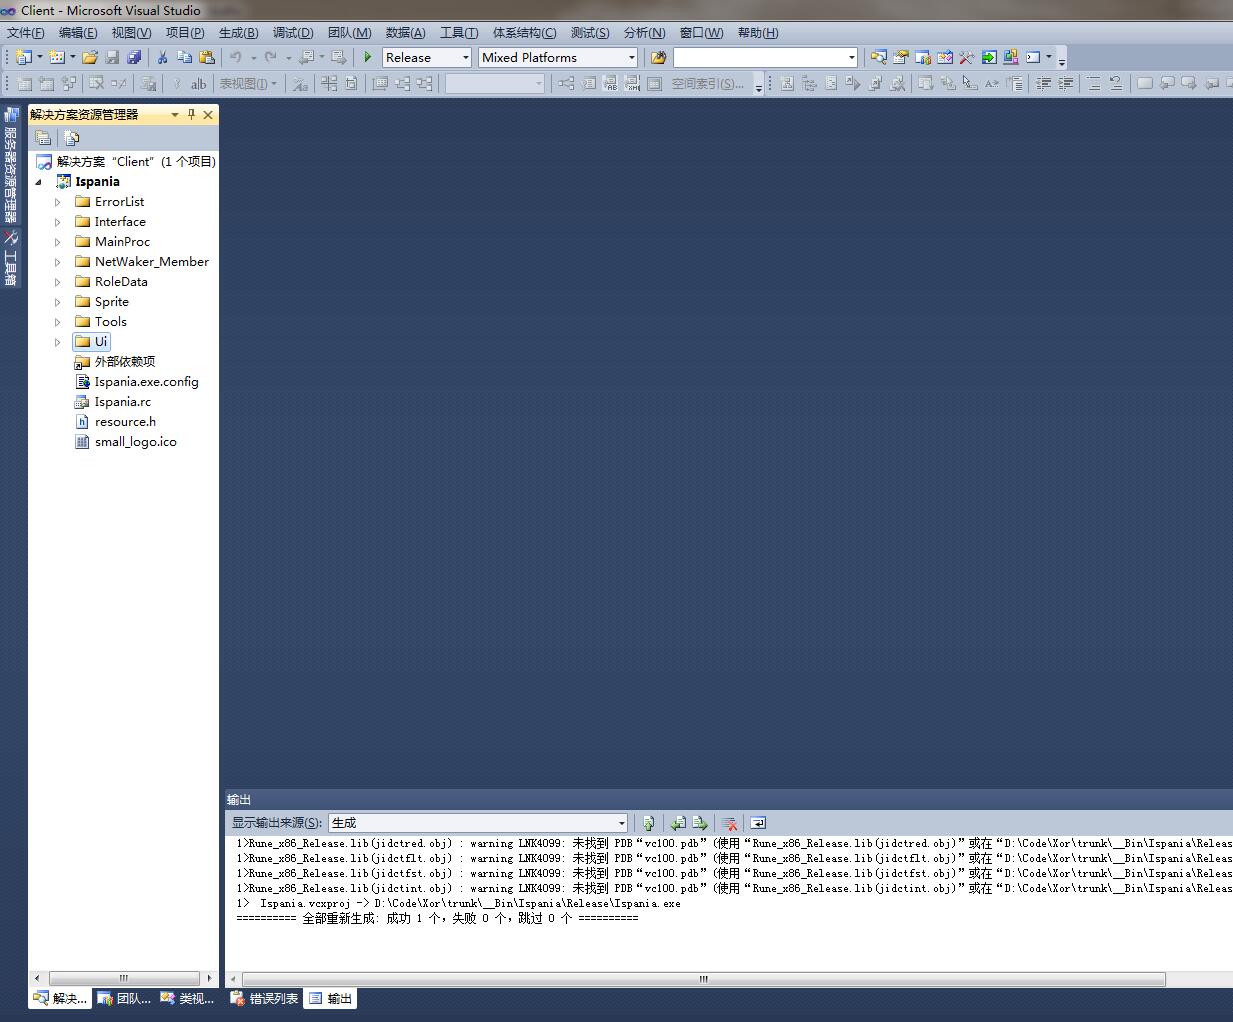 Client - Microsoft Visual Studio
文件(F) 编辑(E) 视图(V) 项目(P) 生成(B) 调试(D) 团队(M) 数据(A) 工具(T) 体系结构(C) 测试(S) 分析(N) 窗口(W) 帮助(H)
Release Mixed Platforms
ab| 表视图(I) 空间索引(S)...
服务器资源管理器
工具箱
解决方案资源管理器
解决方案 “Client” (1 个项目)
Ispania
ErrorList
Interface
MainProc
NetWaker_Member
RoleData
Sprite
Tools
Ui
外部依赖项
Ispania.exe.config
Ispania.rc
resource.h
small_logo.ico
输出
显示输出来源(S): 生成
1>Rune_x86_Release.lib(jidctred.obj) : warning LNK4099: 未找到 PDB“vc100.pdb”(使用“Rune_x86_Release.lib(jidctred.obj)”或在“D:\Code\Xor\trunk\__Bin\Ispania\Releas
1>Rune_x86_Release.lib(jidctflt.obj) : warning LNK4099: 未找到 PDB“vc100.pdb”(使用“Rune_x86_Release.lib(jidctflt.obj)”或在“D:\Code\Xor\trunk\__Bin\Ispania\Releas
1>Rune_x86_Release.lib(jidctfst.obj) : warning LNK4099: 未找到 PDB“vc100.pdb”(使用“Rune_x86_Release.lib(jidctfst.obj)”或在“D:\Code\Xor\trunk\__Bin\Ispania\Releas
1>Rune_x86_Release.lib(jidctint.obj) : warning LNK4099: 未找到 PDB“vc100.pdb”(使用“Rune_x86_Release.lib(jidctint.obj)”或在“D:\Code\Xor\trunk\__Bin\Ispania\Releas
1>  Ispania.vcxproj -> D:\Code\Xor\trunk\__Bin\Ispania\Release\Ispania.exe
========== 全部重新生成: 成功 1 个，失败 0 个，跳过 0 个 ==========
解决... 团队... 类视... 错误列表 输出